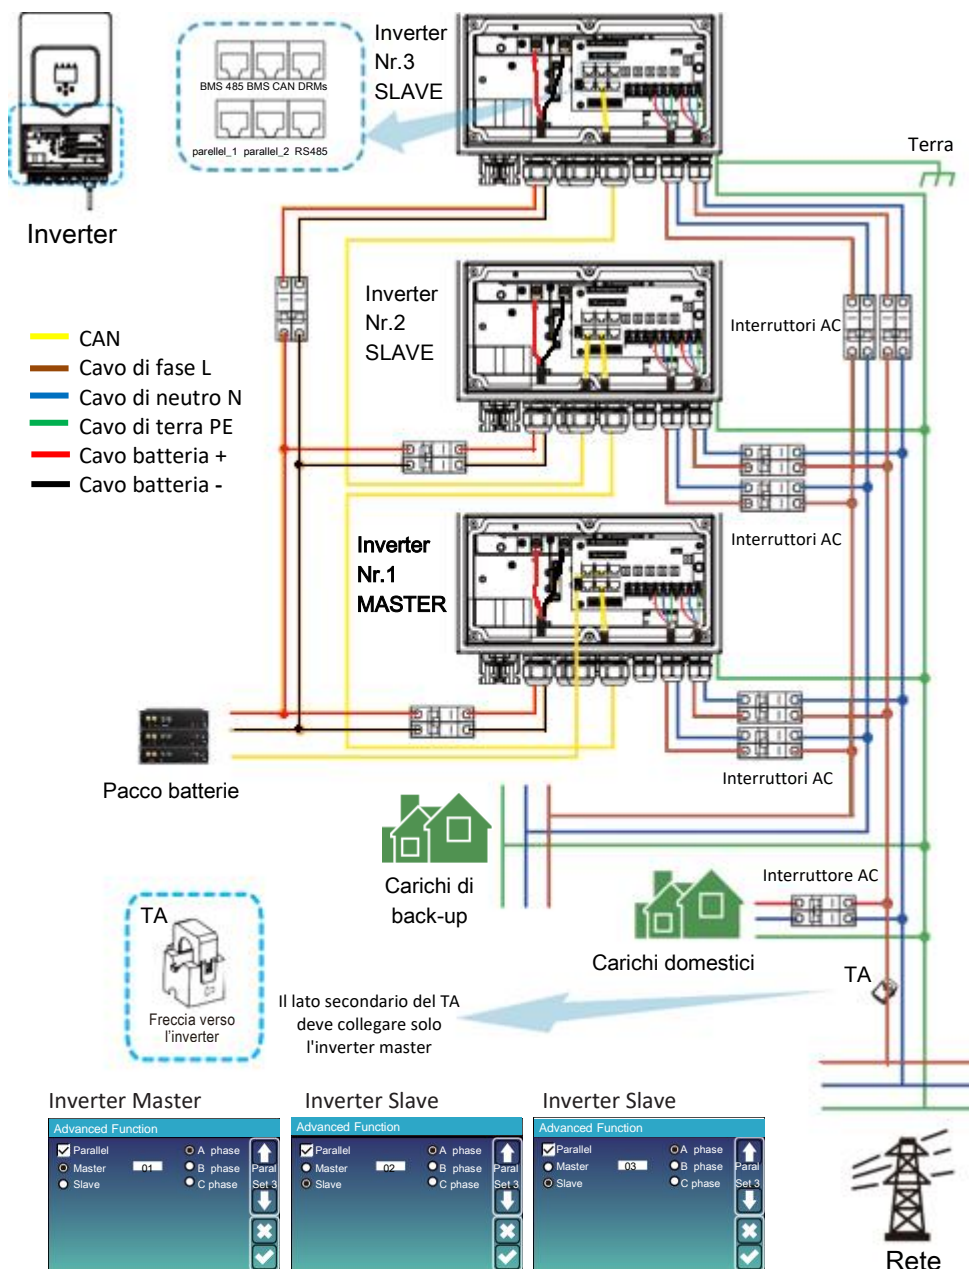 Inverter
Nr.3
SLAVE
BMS 485 BMS CAN DRMs
parellel_1 parallel_2 RS485
Inverter
Terra
CAN
Cavo di fase L
Cavo di neutro N
Cavo di terra PE
Cavo batteria +
Cavo batteria -
Inverter
Nr.2
SLAVE
Interruttori AC
Interruttori AC
Inverter
Nr.1
MASTER
Interruttori AC
Pacco batterie
Carichi di
back-up
Interruttore AC
Carichi domestici
TA
TA
Freccia verso
l'inverter
Il lato secondario del TA
deve collegare solo
l'inverter master
Inverter Master
Advanced Function
Parallel
Master
Slave
01
A phase
B phase
C phase
Paral
Set 3
Inverter Slave
Advanced Function
Parallel
Master
Slave
02
A phase
B phase
C phase
Paral
Set 3
Inverter Slave
Advanced Function
Parallel
Master
Slave
03
A phase
B phase
C phase
Paral
Set 3
Rete